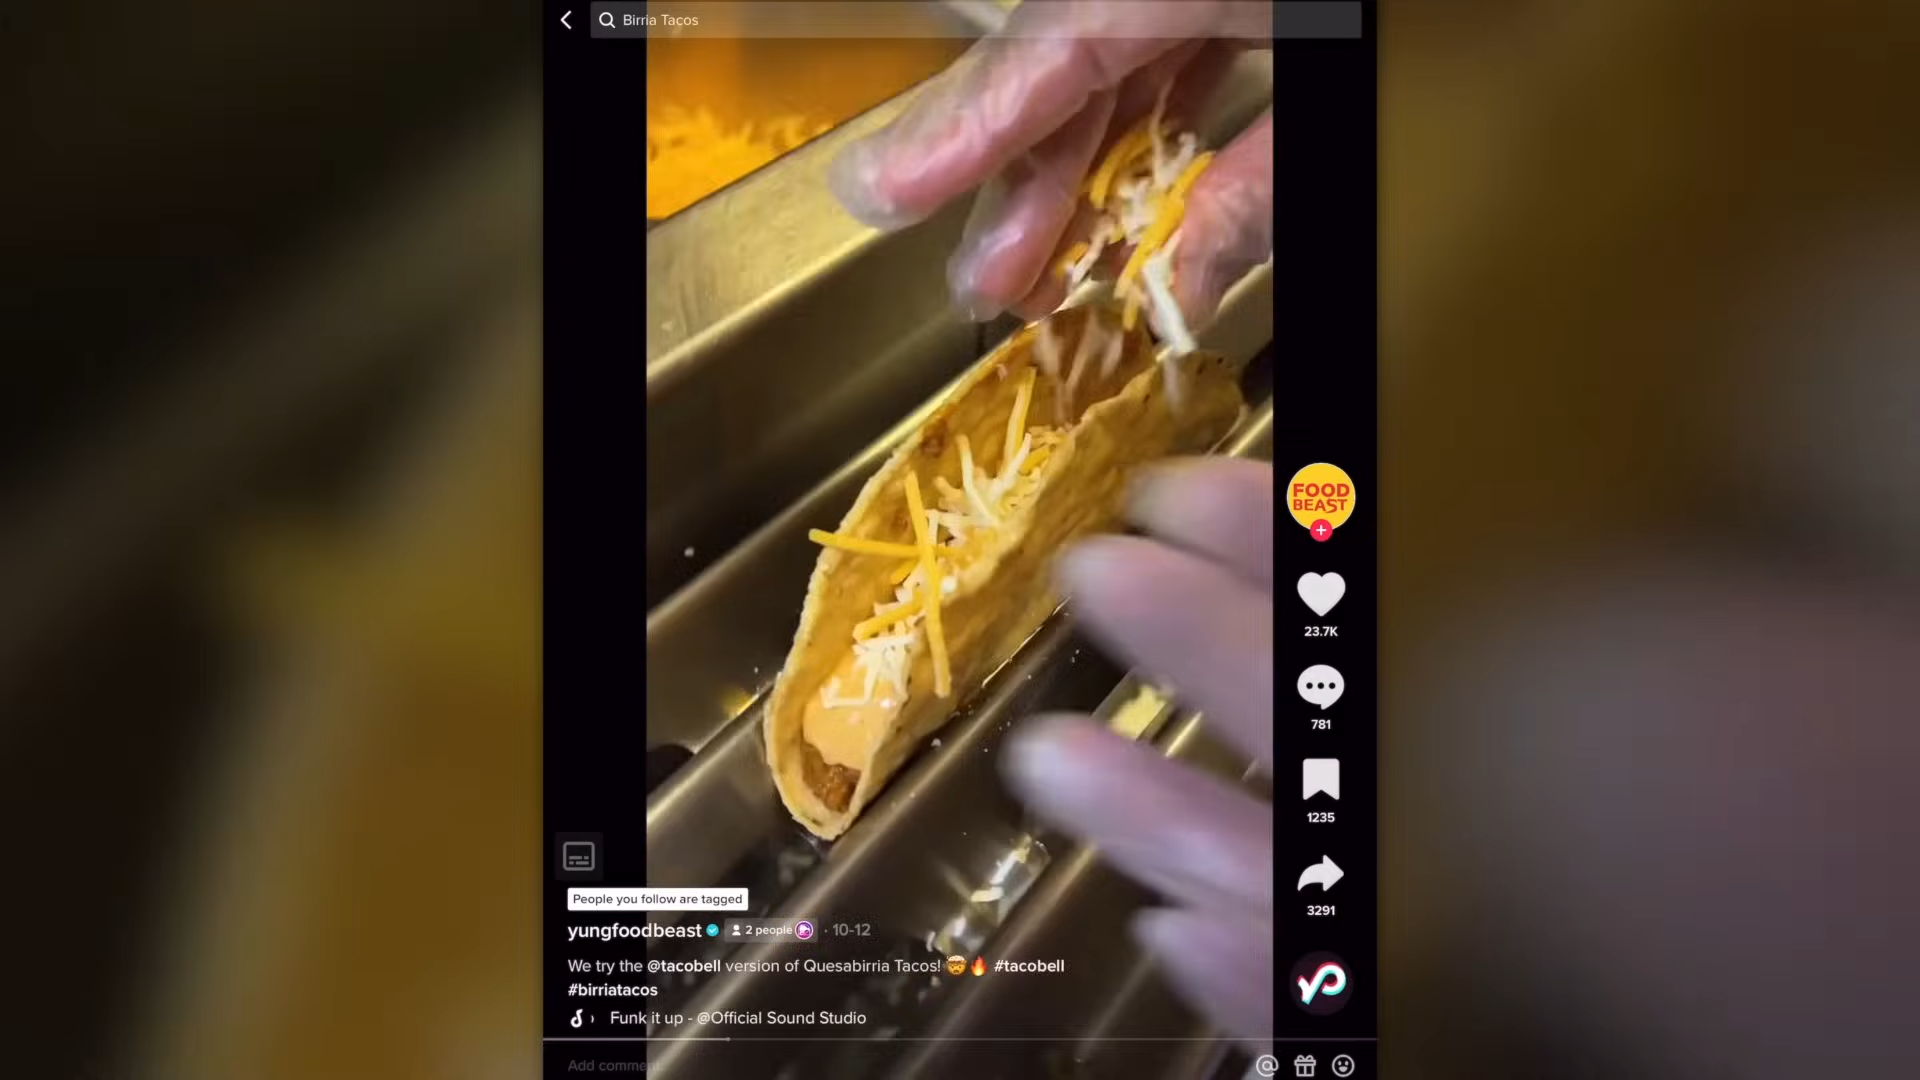 Birria Tacos
FOOD
BEAST
23.7K
781
1235
3291
People you follow are tagged
yungfoodbeast 2 people · 10-12
We try the @tacobell version of Quesabirria Tacos! 🤯🔥 #tacobell
#birriatacos
Funk it up - @Official Sound Studio
Add comment...